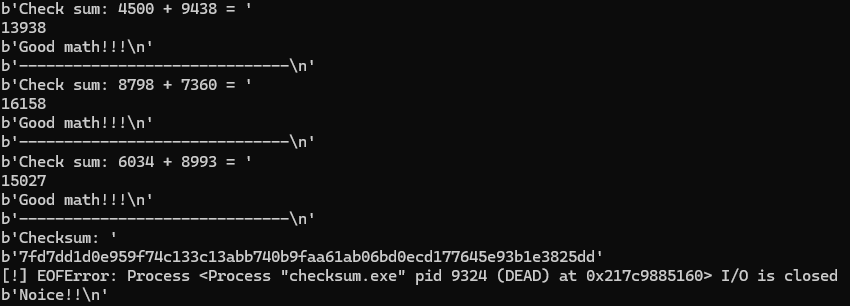 b'Check sum: 4500 + 9438 = '
13938
b'Good math!!!\n'
b'------------------------------\n'
b'Check sum: 8798 + 7360 = '
16158
b'Good math!!!\n'
b'------------------------------\n'
b'Check sum: 6034 + 8993 = '
15027
b'Good math!!!\n'
b'------------------------------\n'
b'Checksum: '
b'7fd7dd1d0e959f74c133c13abb740b9faa61ab06bd0ecd177645e93b1e3825dd'
[!] EOFError: Process <Process "checksum.exe" pid 9324 (DEAD) at 0x217c9885160> I/O is closed
b'Noice!!\n'